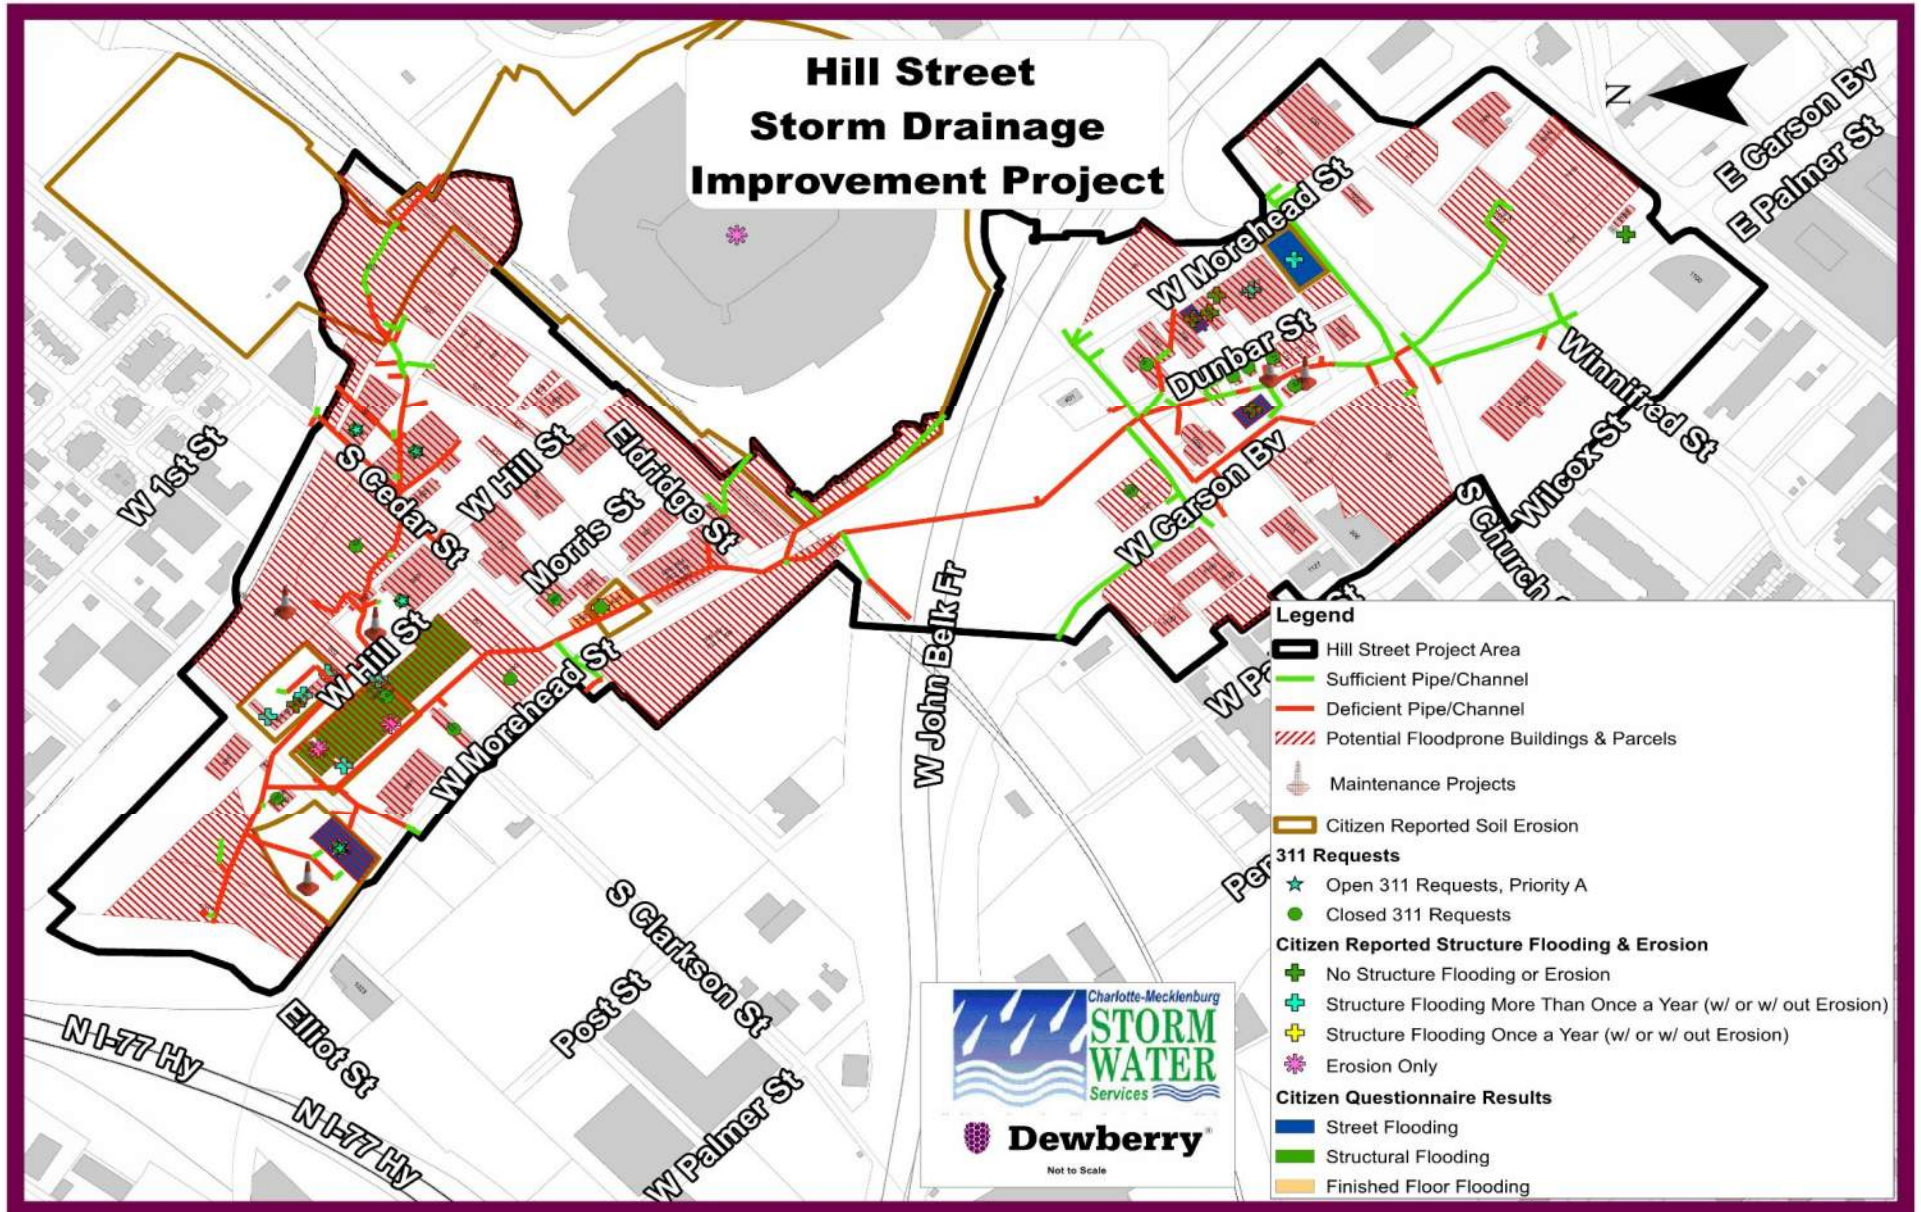 Hill Street
Storm Drainage
Improvement Project
N
E Carson Bv
E Palmer St
W Morehead St
W Morehead St
Dunbar St
Winnifred St
Wilcox St
S Church
W Carson Bv
W 1st St
S Cedar St
W Hill St
Eldridge St
Morris St
W Hill St
W Morehead St
W John Belk Fr
St
W Pa
Per
S Clarkson St
Post St
W Palmer St
Elliot St
N I-77 Hy
N I-77 Hy
1100
1127
Charlotte-Mecklenburg
STORM
WATER
Services
Dewberry®
Not to Scale
Legend
Hill Street Project Area
Sufficient Pipe/Channel
Deficient Pipe/Channel
Potential Floodprone Buildings & Parcels
Maintenance Projects
Citizen Reported Soil Erosion
311 Requests
Open 311 Requests, Priority A
Closed 311 Requests
Citizen Reported Structure Flooding & Erosion
No Structure Flooding or Erosion
Structure Flooding More Than Once a Year (w/ or w/ out Erosion)
Structure Flooding Once a Year (w/ or w/ out Erosion)
Erosion Only
Citizen Questionnaire Results
Street Flooding
Structural Flooding
Finished Floor Flooding